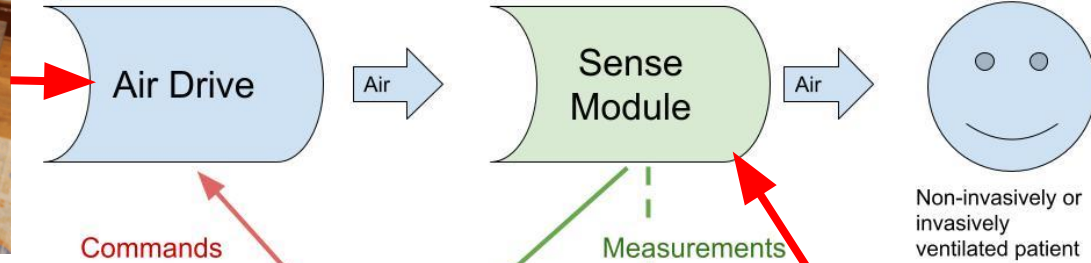 Air Drive
Air
Sense
Module
Air
Non-invasively or
invasively
ventilated patient
Commands
Measurements